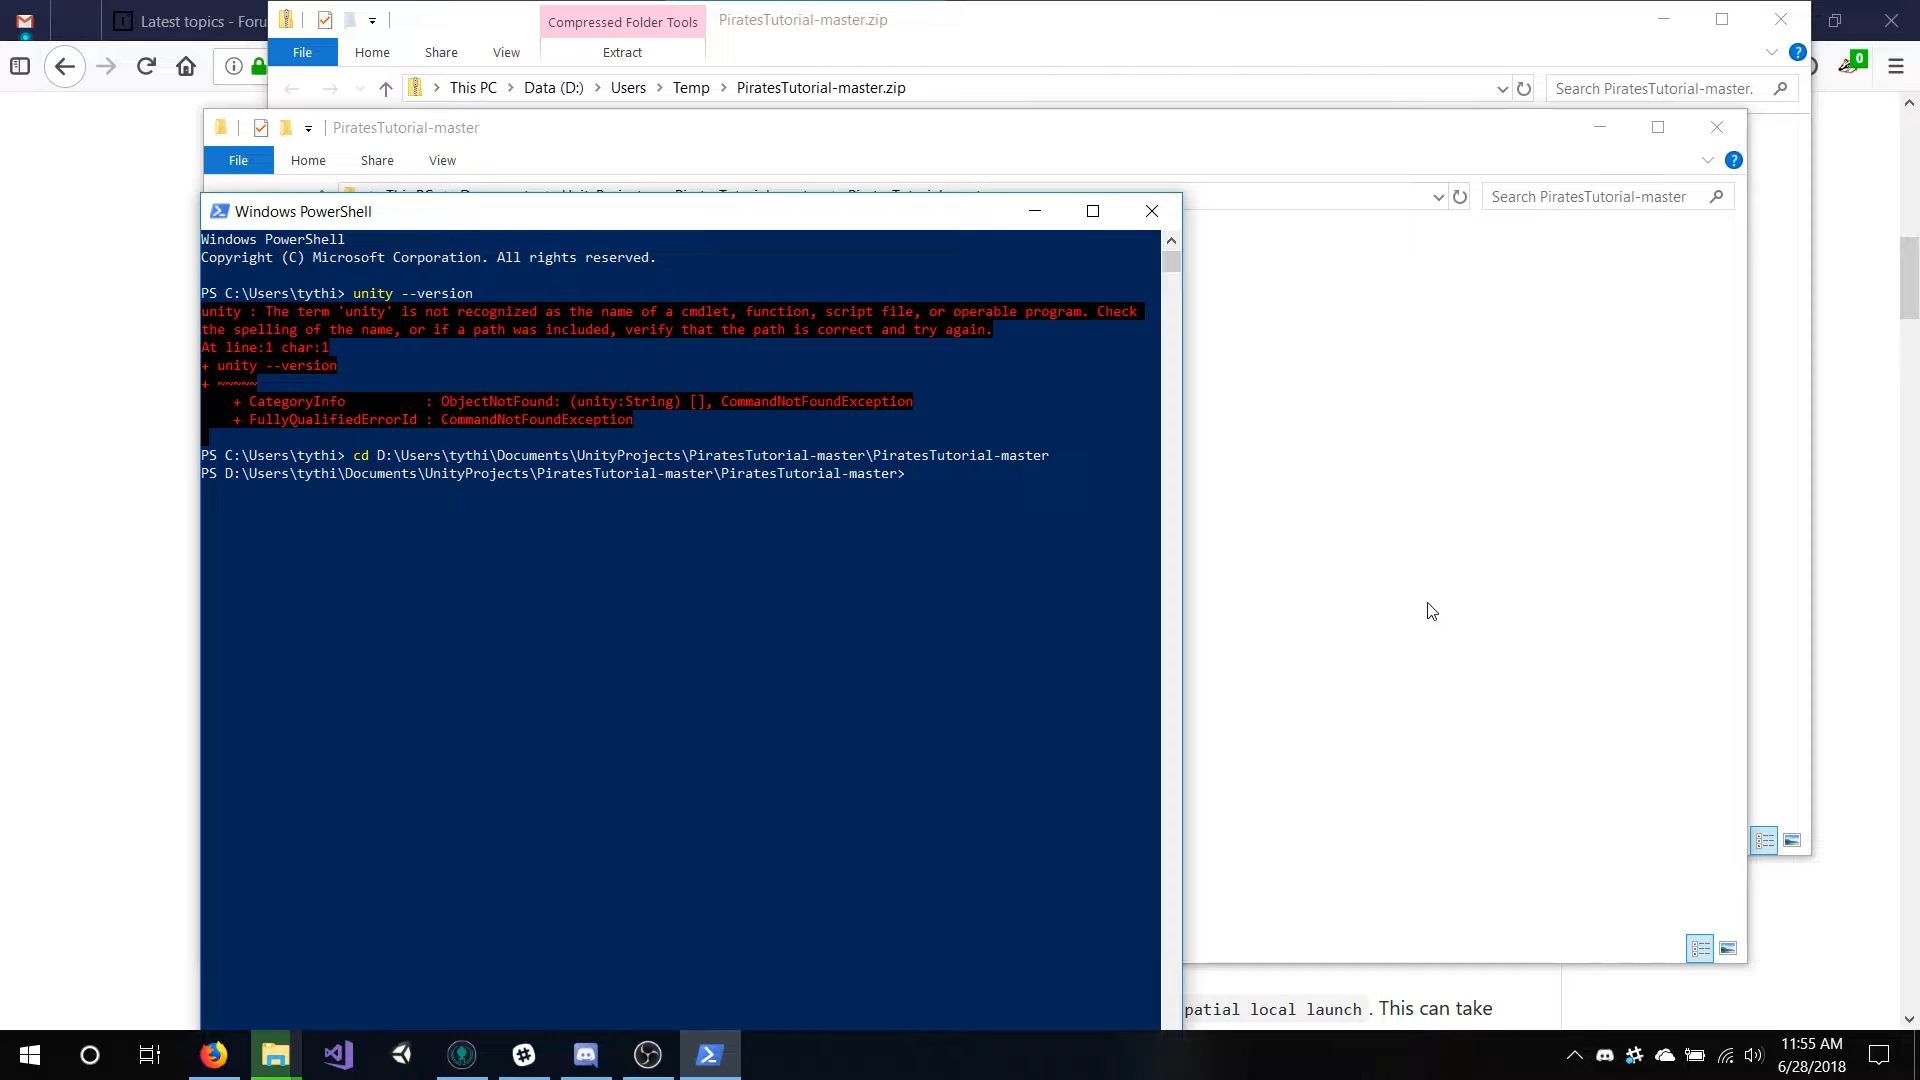 Latest topics - Foru
Compressed Folder Tools
PiratesTutorial-master.zip
File
Home
Share
View
Extract
This PC > Data (D:) > Users > Temp > PiratesTutorial-master.zip
Search PiratesTutorial-master.
0
PiratesTutorial-master
File
Home
Share
View
Search PiratesTutorial-master
Windows PowerShell
Windows PowerShell
Copyright (C) Microsoft Corporation. All rights reserved.
PS C:\Users\tythi> unity --version
unity : The term 'unity' is not recognized as the name of a cmdlet, function, script file, or operable program. Check
the spelling of the name, or if a path was included, verify that the path is correct and try again.
At line:1 char:1
+ unity --version
+ ~~~~~
+ CategoryInfo : ObjectNotFound: (unity:String) [], CommandNotFoundException
+ FullyQualifiedErrorId : CommandNotFoundException
PS C:\Users\tythi> cd D:\Users\tythi\Documents\UnityProjects\PiratesTutorial-master\PiratesTutorial-master
PS D:\Users\tythi\Documents\UnityProjects\PiratesTutorial-master\PiratesTutorial-master>
patial local launch . This can take
11:55 AM
6/28/2018